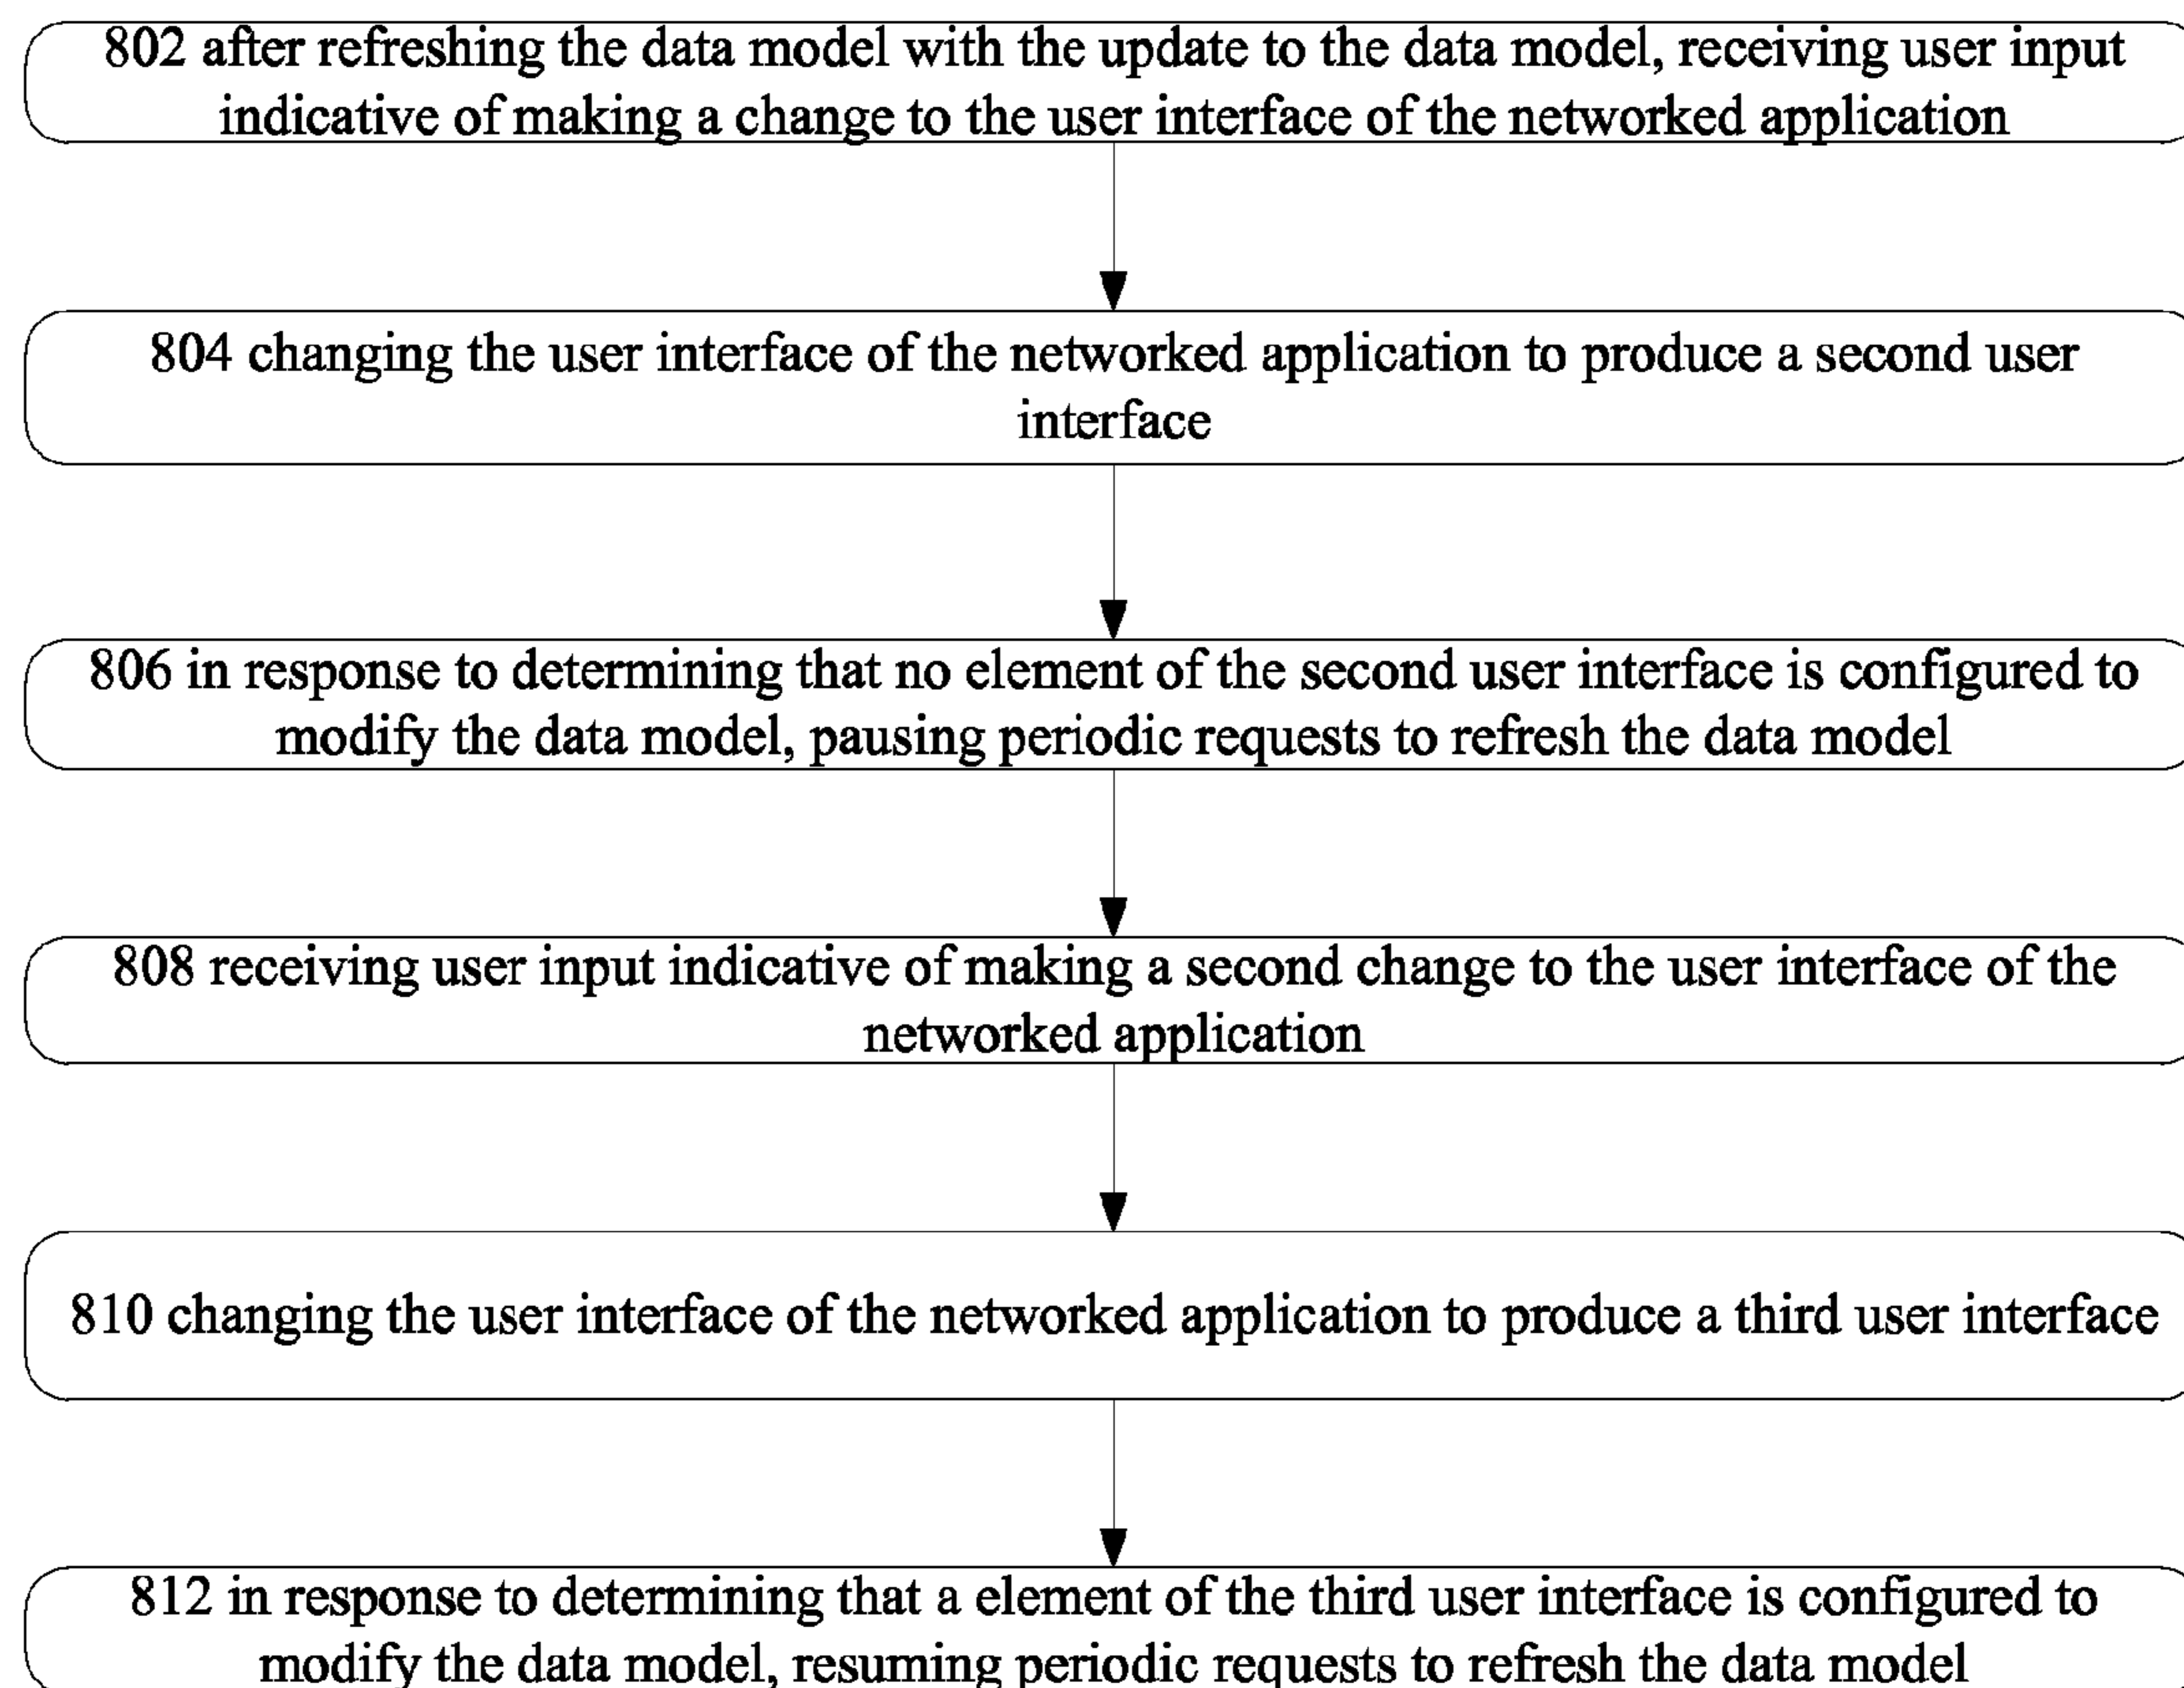 802 after refreshing the data model with the update to the data model, receiving user input
indicative of making a change to the user interface of the networked application
804 changing the user interface of the networked application to produce a second user
interface
806 in response to determining that no element of the second user interface is configured to
modify the data model, pausing periodic requests to refresh the data model
808 receiving user input indicative of making a second change to the user interface of the
networked application
810 changing the user interface of the networked application to produce a third user interface
812 in response to determining that a element of the third user interface is configured to
modify the data model, resuming periodic requests to refresh the data model